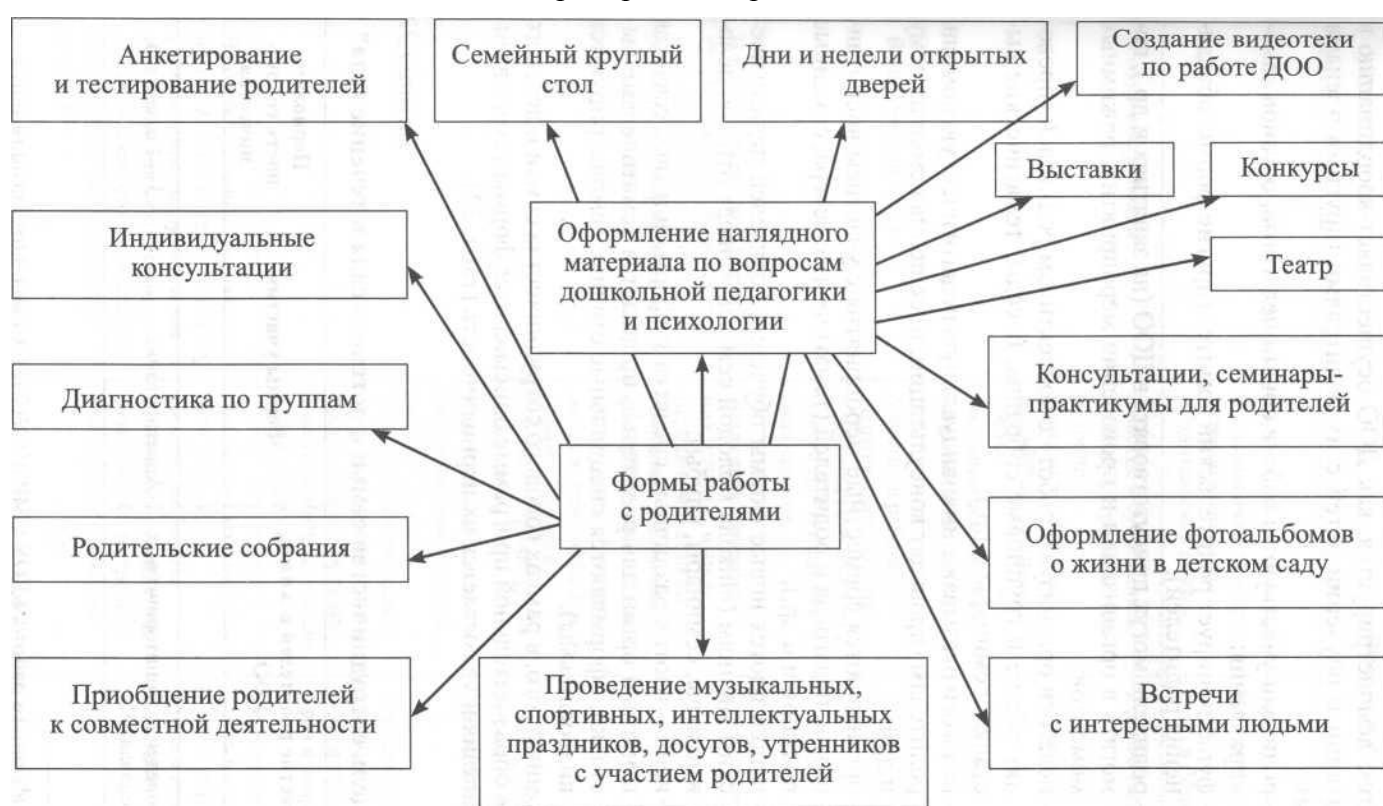 Анкетирование
и тестирование родителей
Семейный круглый
стол
Дни и недели открытых
дверей
Создание видеотеки
по работе ДОО
Выставки
Конкурсы
Театр
Индивидуальные
консультации
Оформление наглядного
материала по вопросам
дошкольной педагогики
и психологии
Диагностика по группам
Консультации, семинары-
практикумы для родителей
Формы работы
с родителями
Родительские собрания
Оформление фотоальбомов
о жизни в детском саду
Приобщение родителей
к совместной деятельности
Проведение музыкальных,
спортивных, интеллектуальных
праздников, досугов, утренников
с участием родителей
Встречи
с интересными людьми